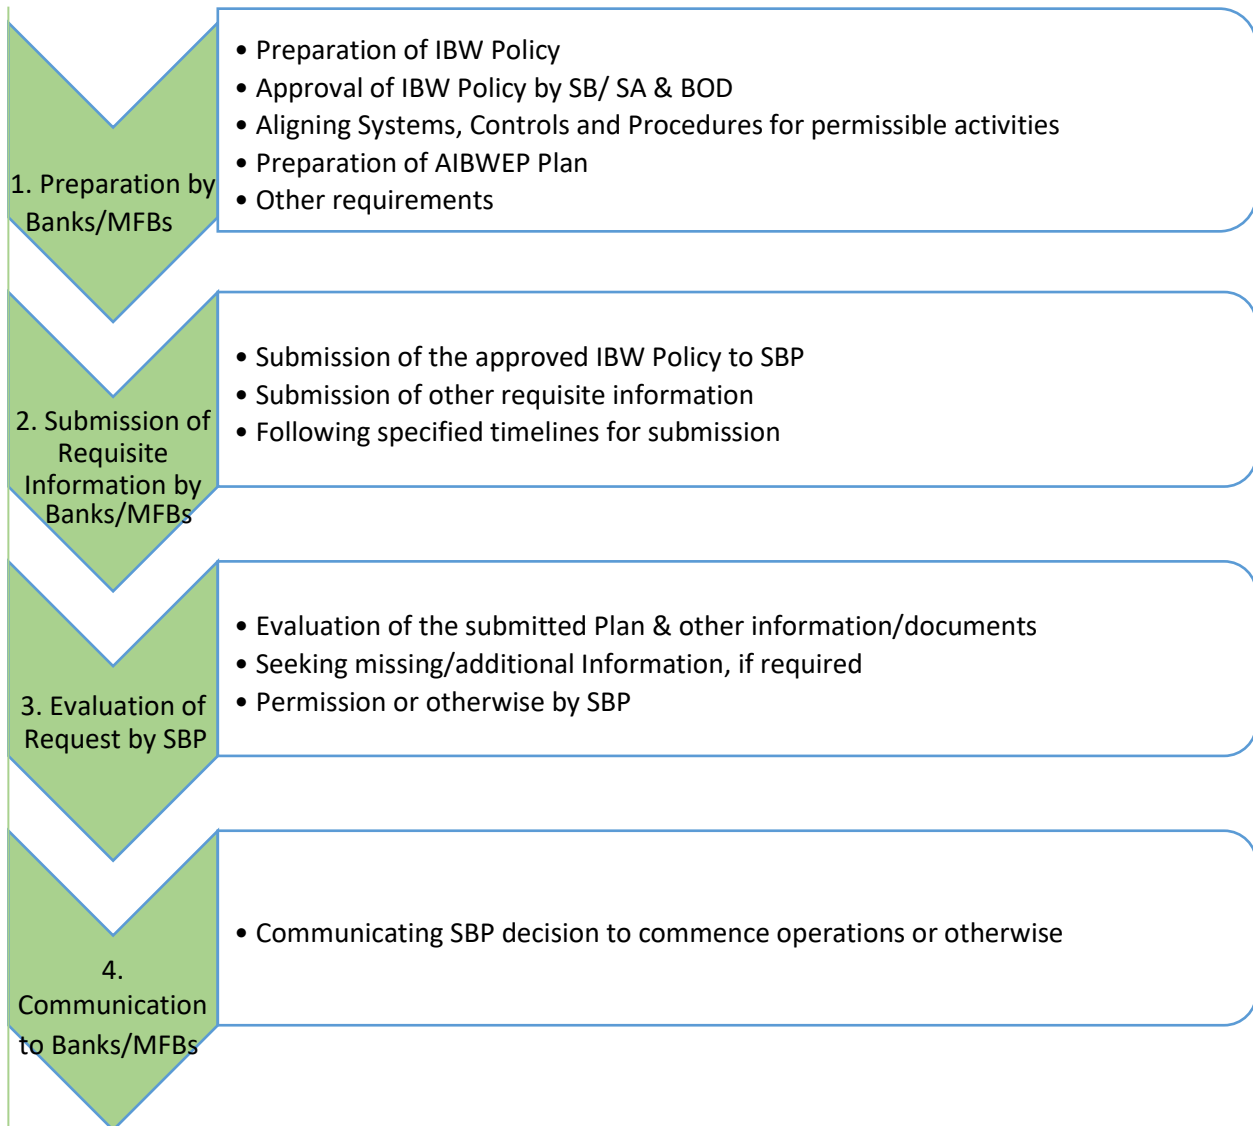 1. Preparation by
Banks/MFBs
• Preparation of IBW Policy
• Approval of IBW Policy by SB/ SA & BOD
• Aligning Systems, Controls and Procedures for permissible activities
• Preparation of AIBWEP Plan
• Other requirements
2. Submission of
Requisite
Information by
Banks/MFBs
• Submission of the approved IBW Policy to SBP
• Submission of other requisite information
• Following specified timelines for submission
3. Evaluation of
Request by SBP
• Evaluation of the submitted Plan & other information/documents
• Seeking missing/additional Information, if required
• Permission or otherwise by SBP
4.
Communication
to Banks/MFBs
• Communicating SBP decision to commence operations or otherwise